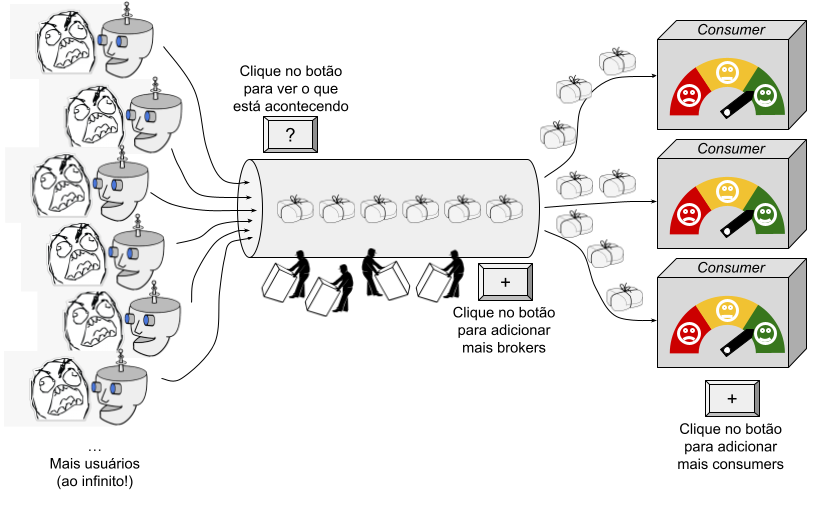 Consumer
Clique no botão
para ver o que
está acontecendo
?
Consumer
Consumer
+
Clique no botão
para adicionar
mais brokers
+
Clique no botão
para adicionar
mais consumers
...
Mais usuários
(ao infinito!)